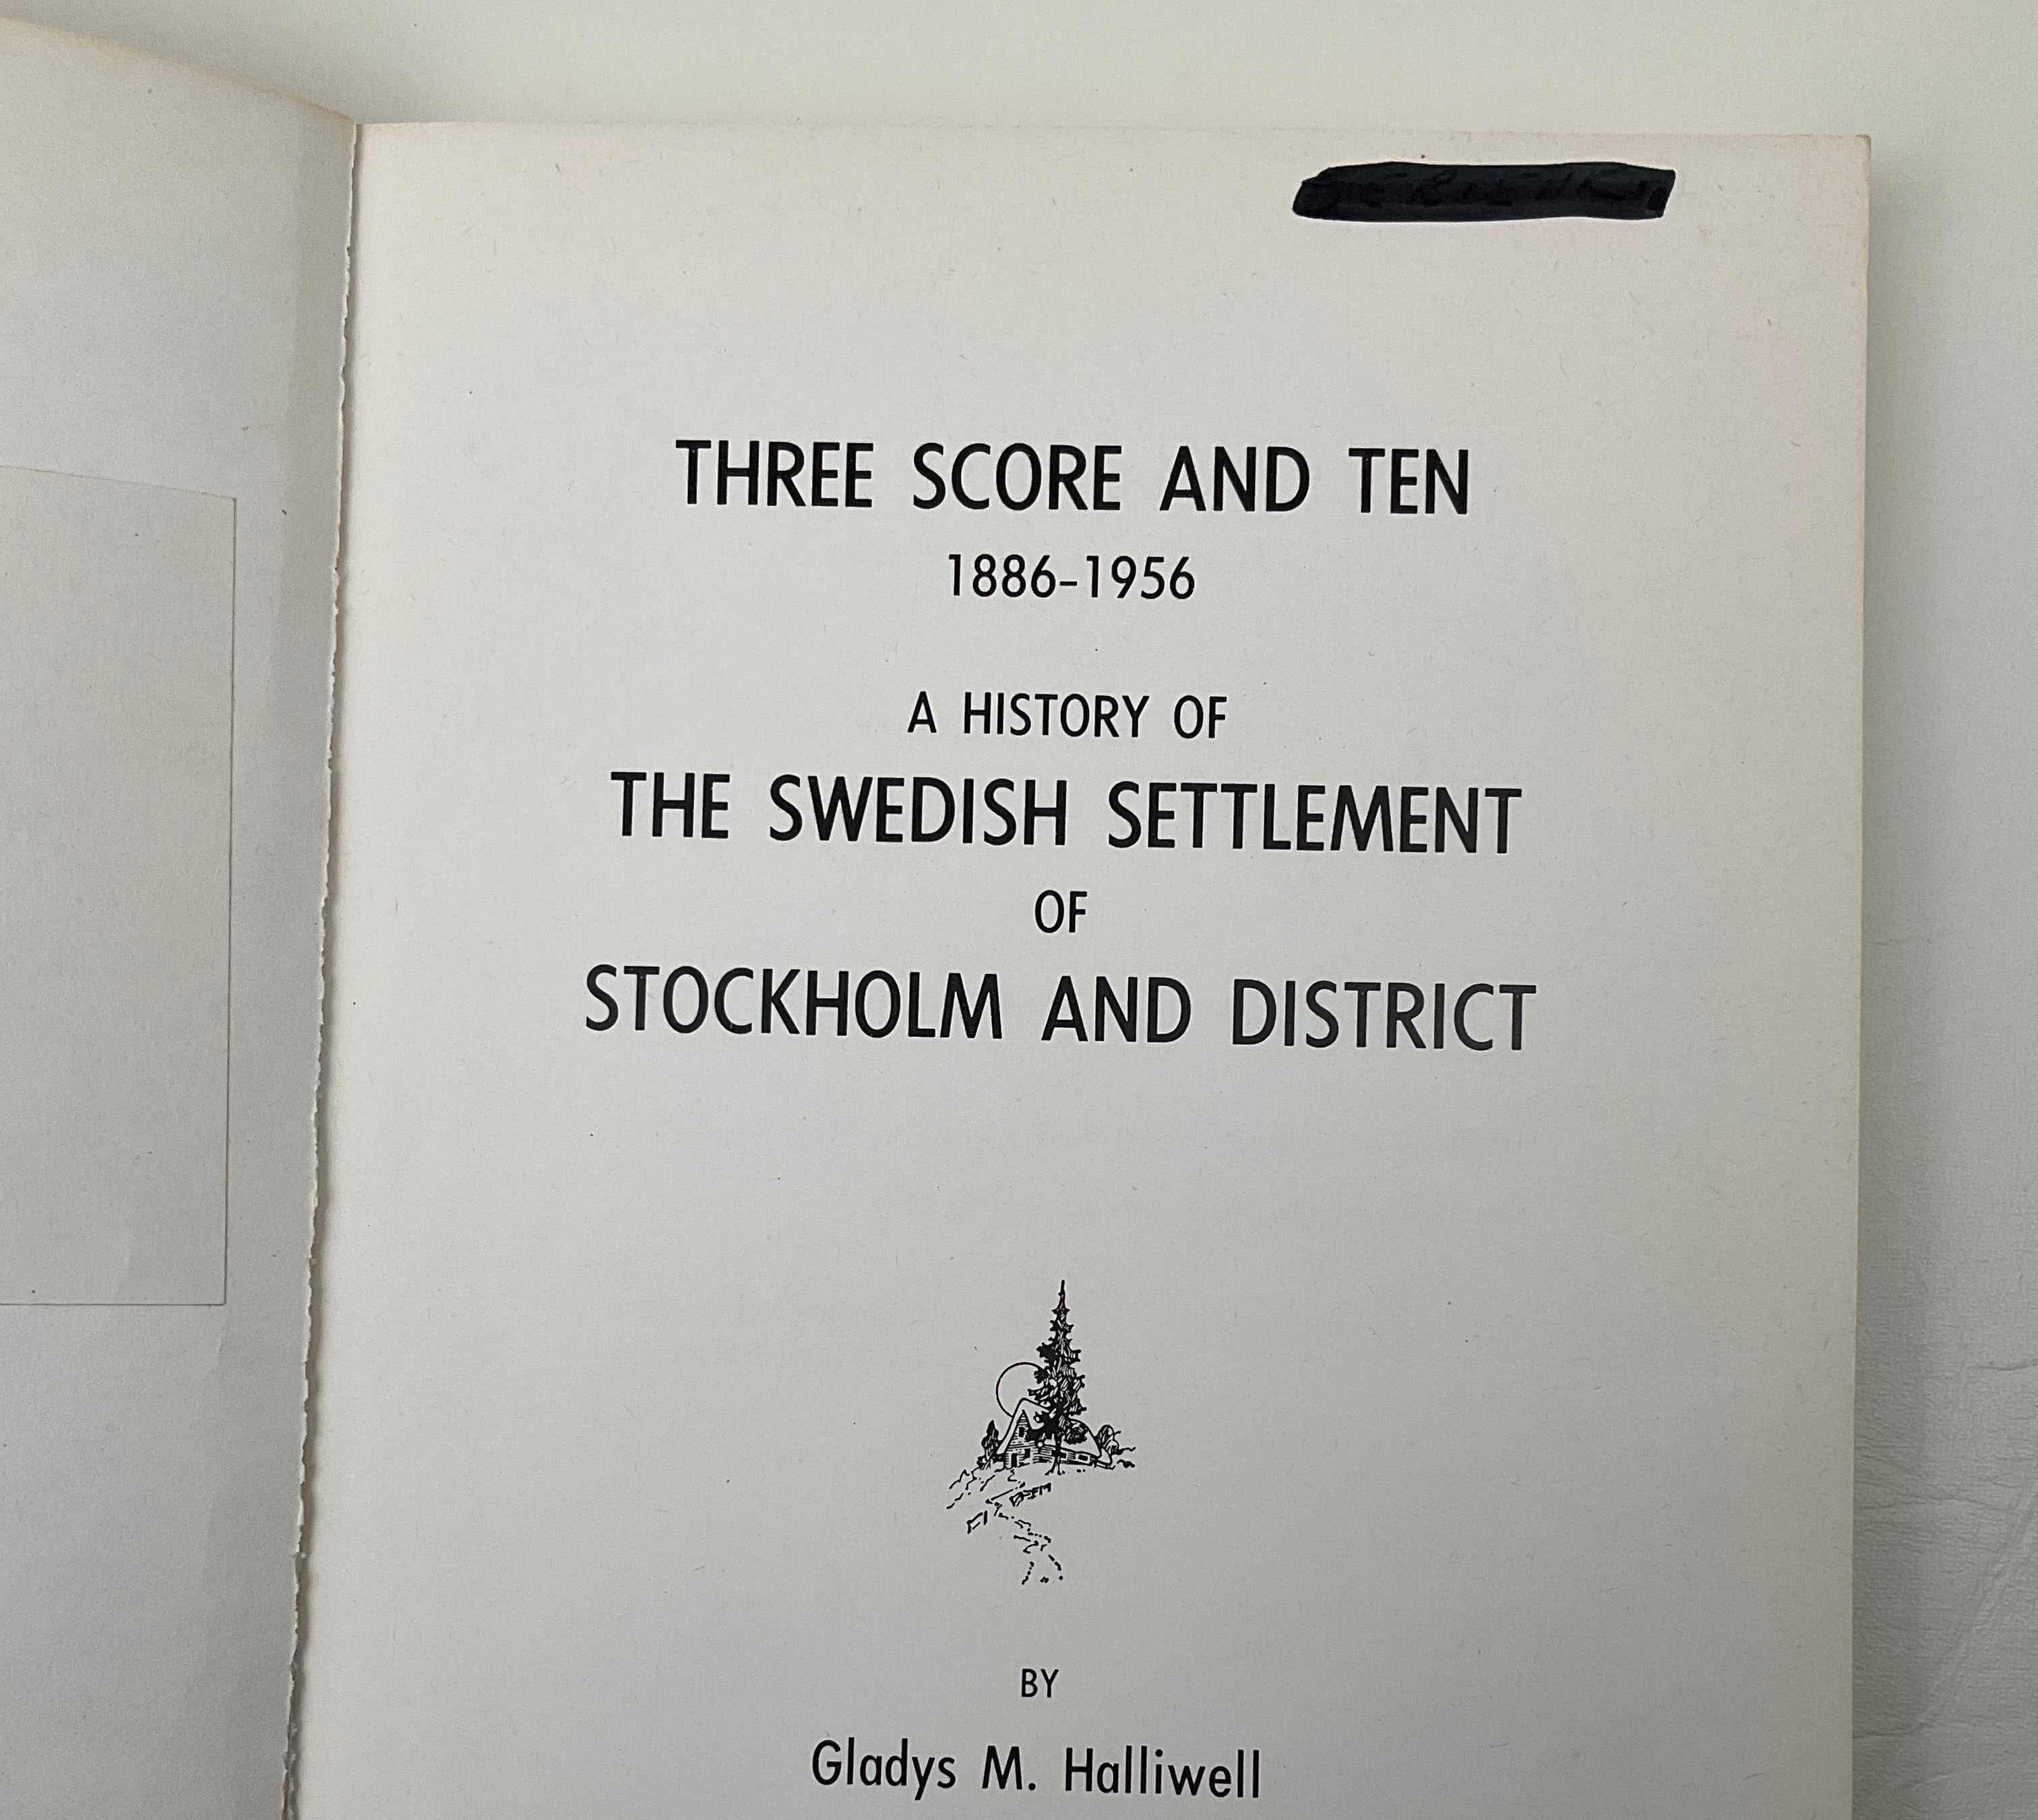 THREE SCORE AND TEN
1886-1956
A HISTORY OF
THE SWEDISH SETTLEMENT
OF
STOCKHOLM AND DISTRICT
BY
Gladys M. Halliwell